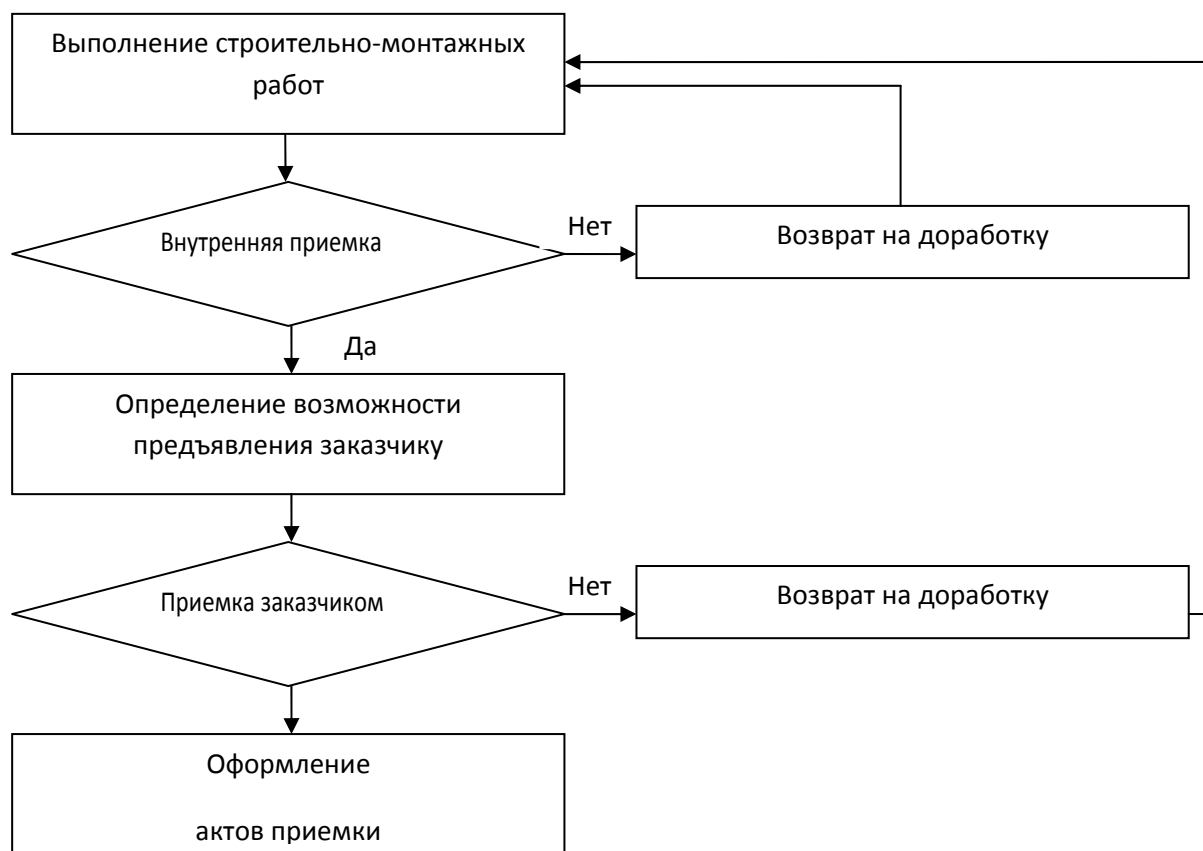 Выполнение строительно-монтажных
работ
Внутренняя приемка
Нет
Возврат на доработку
Да
Определение возможности
предъявления заказчику
Приемка заказчиком
Нет
Возврат на доработку
Оформление
актов приемки